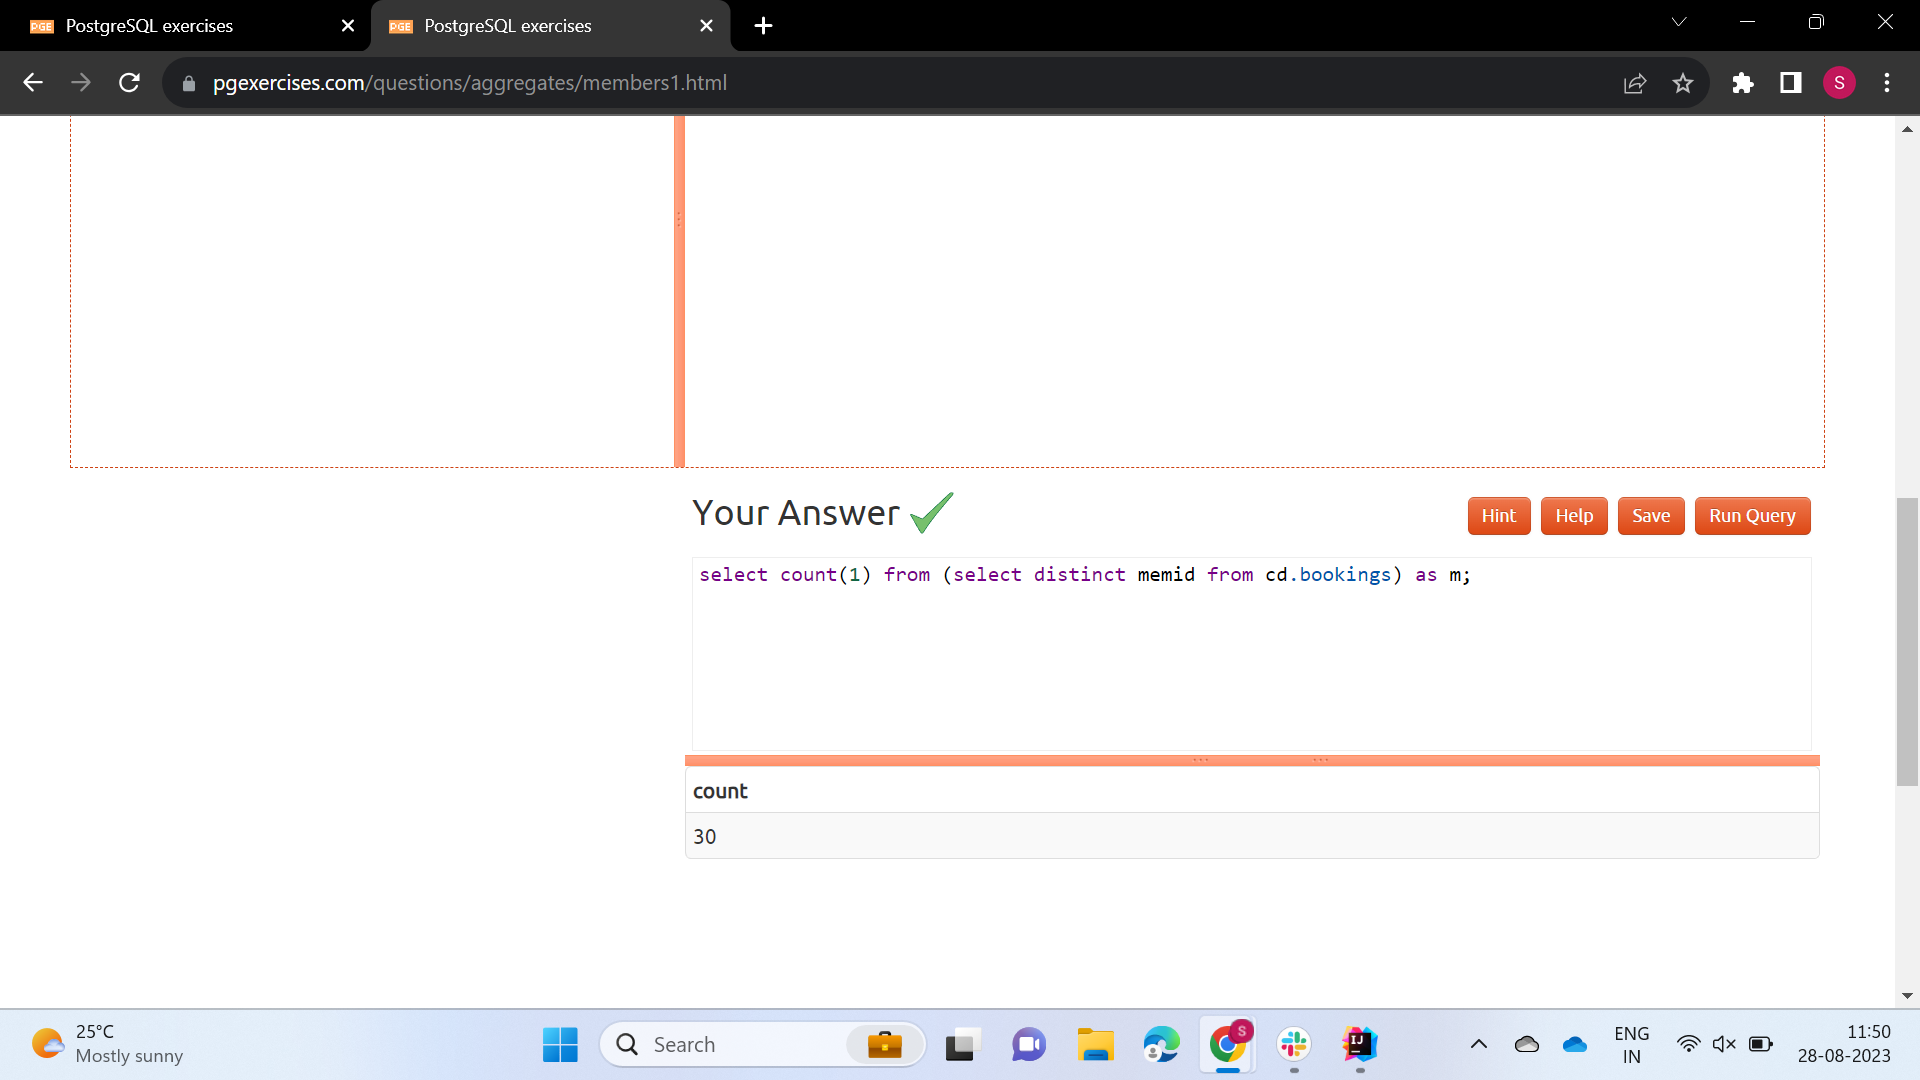 PGE PostgreSQL exercises
PGE PostgreSQL exercises
pgexercises.com/questions/aggregates/members1.html
S
Your Answer
Hint
Help
Save
Run Query
select count(1) from (select distinct memid from cd.bookings) as m;
count
30
25°C
Mostly sunny
Search
S
IJ
ENG
IN
11:50
28-08-2023